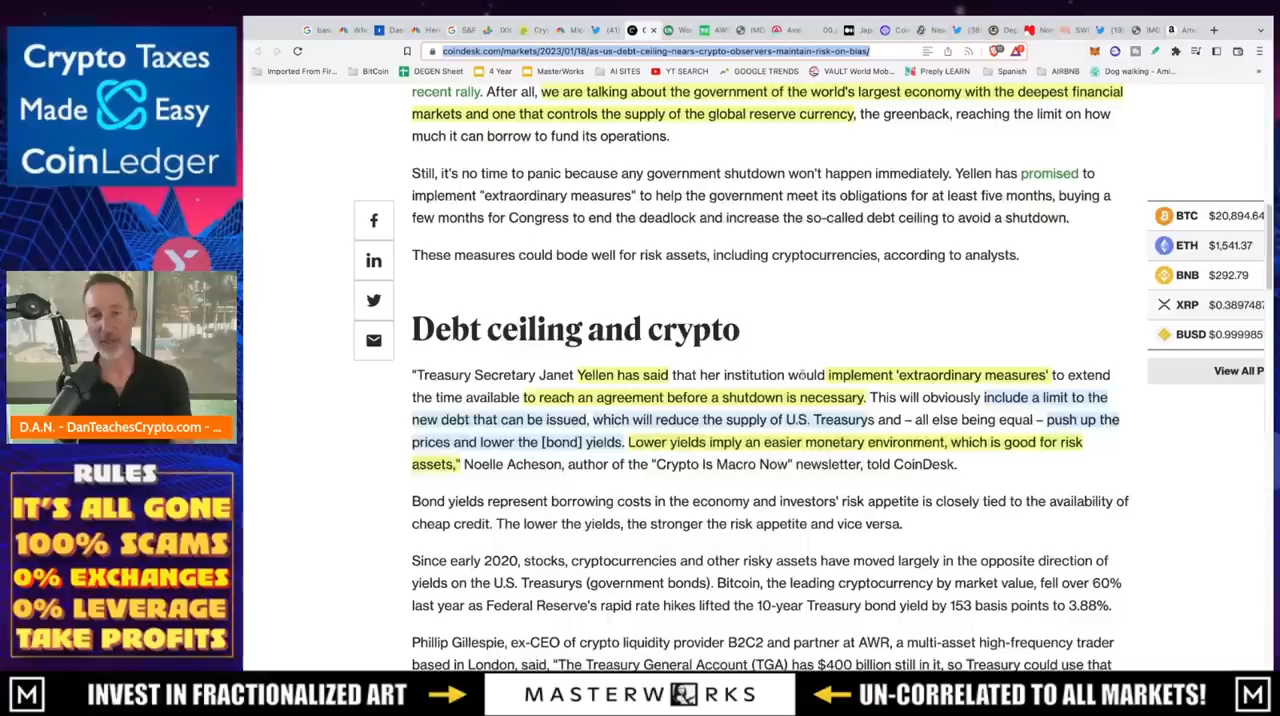 Crypto Taxes
Made Easy
CoinLedger
D.A.N. - DanTeachesCrypto.com - ...
RULES
IT'S ALL GONE
100% SCAMS
0% EXCHANGES
0% LEVERAGE
TAKE PROFITS
coindesk.com/markets/2023/01/18/as-us-debt-ceiling-nears-crypto-observers-maintain-risk-on-bias/
Imported From Fir... BitCoin DEGEN Sheet 4 Year MasterWorks AI SITES YT SEARCH GOOGLE TRENDS VAULT World Mob... Preply LEARN Spanish AIRBNB Dog walking - Ami...
recent rally. After all, we are talking about the government of the world's largest economy with the deepest financial
markets and one that controls the supply of the global reserve currency, the greenback, reaching the limit on how
much it can borrow to fund its operations.
Still, it's no time to panic because any government shutdown won't happen immediately. Yellen has promised to
implement "extraordinary measures" to help the government meet its obligations for at least five months, buying a
few months for Congress to end the deadlock and increase the so-called debt ceiling to avoid a shutdown.
These measures could bode well for risk assets, including cryptocurrencies, according to analysts.
Debt ceiling and crypto
"Treasury Secretary Janet Yellen has said that her institution would implement 'extraordinary measures' to extend
the time available to reach an agreement before a shutdown is necessary. This will obviously include a limit to the
new debt that can be issued, which will reduce the supply of U.S. Treasurys and – all else being equal – push up the
prices and lower the [bond] yields. Lower yields imply an easier monetary environment, which is good for risk
assets," Noelle Acheson, author of the "Crypto Is Macro Now" newsletter, told CoinDesk.
Bond yields represent borrowing costs in the economy and investors' risk appetite is closely tied to the availability of
cheap credit. The lower the yields, the stronger the risk appetite and vice versa.
Since early 2020, stocks, cryptocurrencies and other risky assets have moved largely in the opposite direction of
yields on the U.S. Treasurys (government bonds). Bitcoin, the leading cryptocurrency by market value, fell over 60%
last year as Federal Reserve's rapid rate hikes lifted the 10-year Treasury bond yield by 153 basis points to 3.88%.
Phillip Gillespie, ex-CEO of crypto liquidity provider B2C2 and partner at AWR, a multi-asset high-frequency trader
based in London, said, "The Treasury General Account (TGA) has $400 billion still in it, so Treasury could use that
BTC $20,894.64
ETH $1,541.37
BNB $292.79
XRP $0.3897487
BUSD $0.999985
View All P
M INVEST IN FRACTIONALIZED ART MASTERWORKS UN-CORRELATED TO ALL MARKETS! M